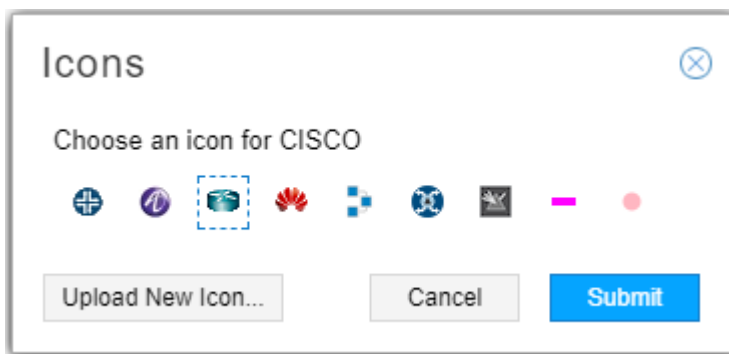 Icons
Choose an icon for CISCO
Upload New Icon...
Cancel
Submit